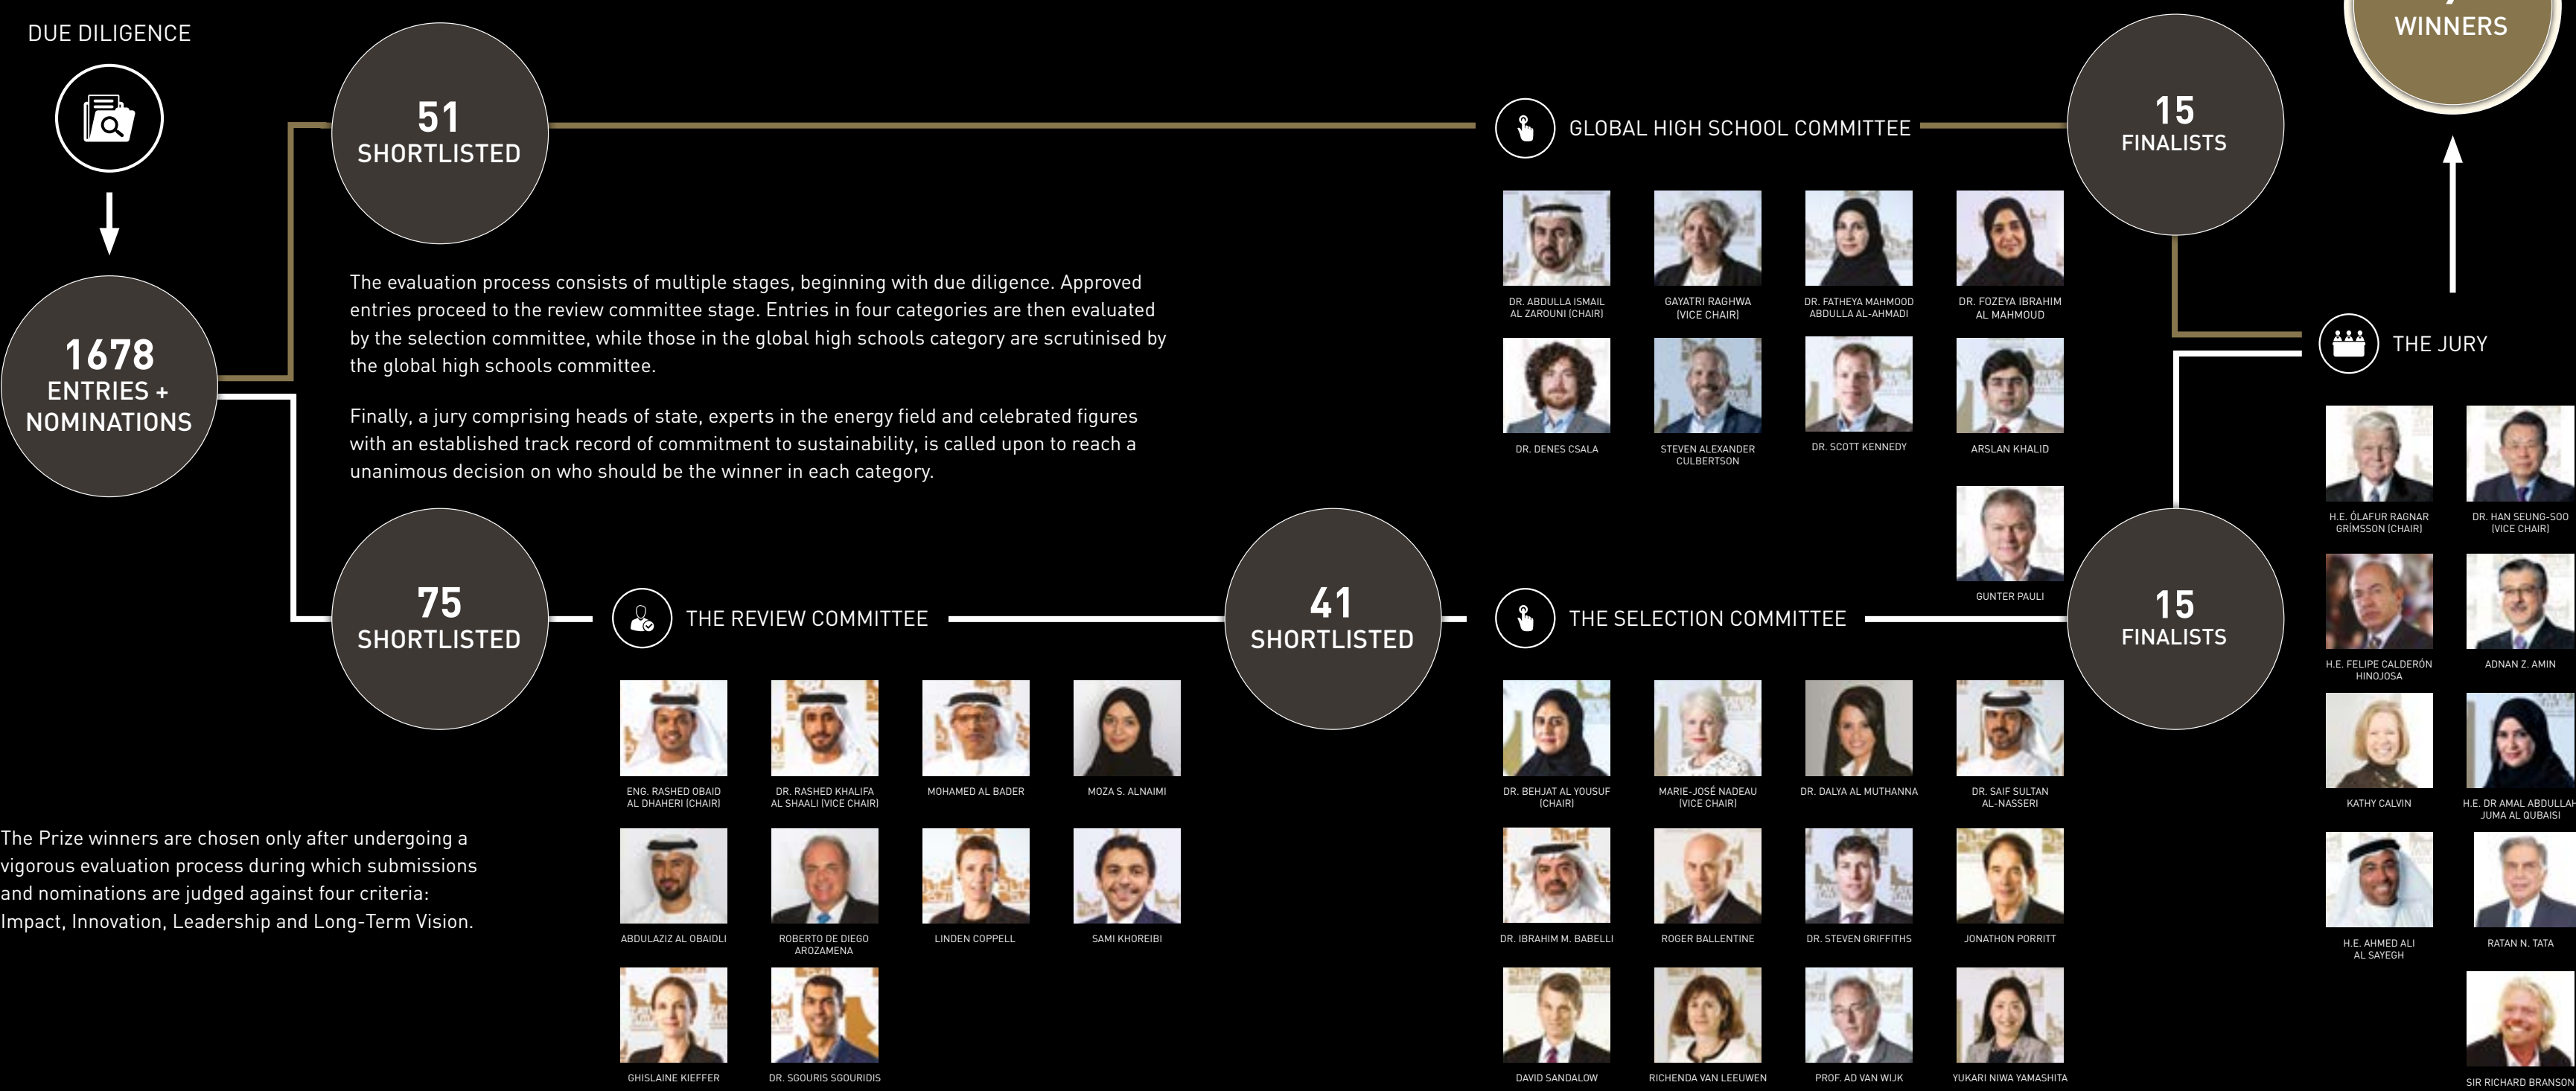 DUE DILIGENCE
1678
ENTRIES +
NOMINATIONS
51
SHORTLISTED
The evaluation process consists of multiple stages, beginning with due diligence. Approved
entries proceed to the review committee stage. Entries in four categories are then evaluated
by the selection committee, while those in the global high schools category are scrutinised by
the global high schools committee.
Finally, a jury comprising heads of state, experts in the energy field and celebrated figures
with an established track record of commitment to sustainability, is called upon to reach a
unanimous decision on who should be the winner in each category.
GLOBAL HIGH SCHOOL COMMITTEE
DR. ABDULLA ISMAIL
AL ZAROUNI (CHAIR)
GAYATRI RAGHWA
(VICE CHAIR)
DR. FATHEYA MAHMOOD
ABDULLA AL-AHMADI
DR. FOZEYA IBRAHIM
AL MAHMOUD
DR. DENES CSALA
STEVEN ALEXANDER
CULBERTSON
DR. SCOTT KENNEDY
ARSLAN KHALID
GUNTER PAULI
15
FINALISTS
WINNERS
75
SHORTLISTED
THE REVIEW COMMITTEE
ENG. RASHED OBAID
AL DHAHERI (CHAIR)
DR. RASHED KHALIFA
AL SHAALI (VICE CHAIR)
MOHAMED AL BADER
MOZA S. ALNAIMI
ABDULAZIZ AL OBAIDLI
ROBERTO DE DIEGO
AROZAMENA
LINDEN COPPELL
SAMI KHOREIBI
GHISLAINE KIEFFER
DR. SGOURIS SGOURIDIS
41
SHORTLISTED
THE SELECTION COMMITTEE
DR. BEHJAT AL YOUSUF
(CHAIR)
MARIE-JOSÉ NADEAU
(VICE CHAIR)
DR. DALYA AL MUTHANNA
DR. SAIF SULTAN
AL-NASSERI
DR. IBRAHIM M. BABELLI
ROGER BALLENTINE
DR. STEVEN GRIFFITHS
JONATHON PORRITT
DAVID SANDALOW
RICHENDA VAN LEEUWEN
PROF. AD VAN WIJK
YUKARI NIWA YAMASHITA
15
FINALISTS
THE JURY
H.E. ÓLAFUR RAGNAR
GRÍMSSON (CHAIR)
DR. HAN SEUNG-SOO
(VICE CHAIR)
H.E. FELIPE CALDERÓN
HINOJOSA
ADNAN Z. AMIN
KATHY CALVIN
H.E. DR AMAL ABDULLAH
JUMA AL QUBAISI
H.E. AHMED ALI
AL SAYEGH
RATAN N. TATA
SIR RICHARD BRANSON
The Prize winners are chosen only after undergoing a
vigorous evaluation process during which submissions
and nominations are judged against four criteria:
Impact, Innovation, Leadership and Long-Term Vision.